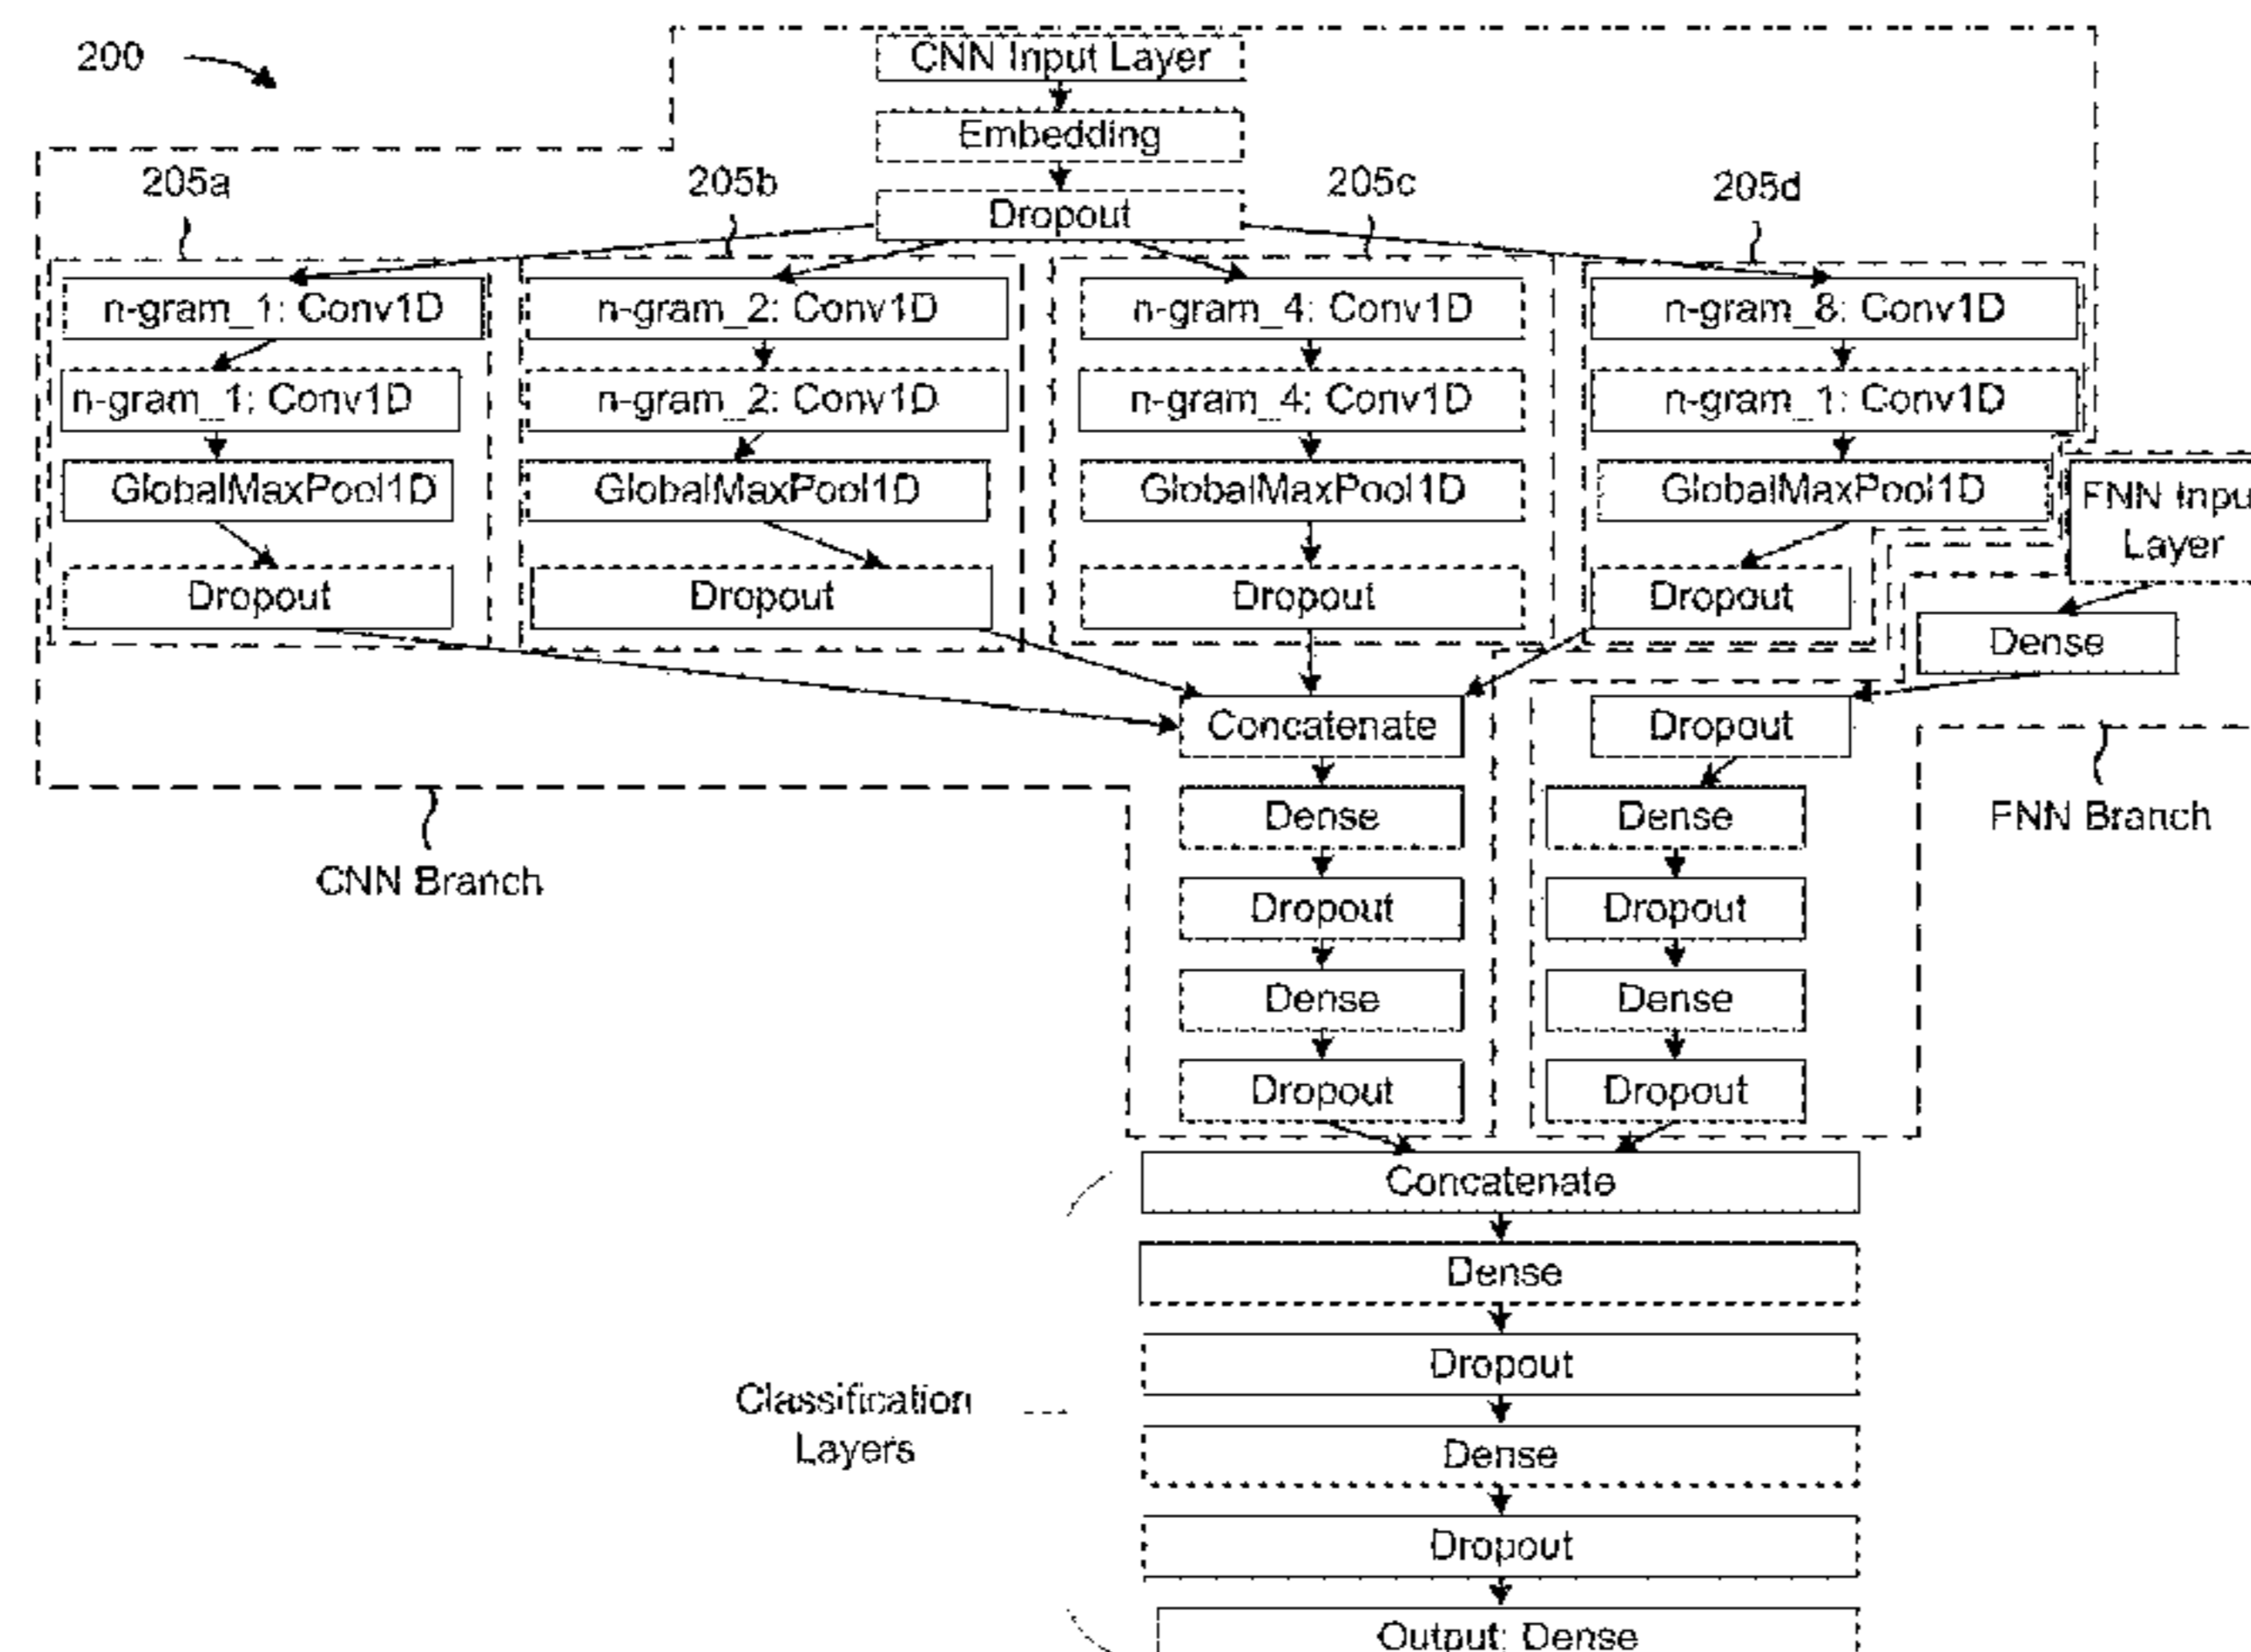 200
CNN Input Layer
Embedding
Dropout
205a
205b
205c
205d
n-gram_1: Conv1D
n-gram_1: Conv1D
GlobalMaxPool1D
Dropout
n-gram_2: Conv1D
n-gram_2: Conv1D
GlobalMaxPool1D
Dropout
n-gram_4: Conv1D
n-gram_4: Conv1D
GlobalMaxPool1D
Dropout
n-gram_8: Conv1D
n-gram_1: Conv1D
GlobalMaxPool1D
Dropout
FNN Inpu
Layer
Dense
Concatenate
Dense
Dropout
Dense
Dropout
Dropout
Dense
Dropout
Dense
Dropout
CNN Branch
FNN Branch
Concatenate
Dense
Dropout
Dense
Dropout
Output: Dense
Classification
Layers